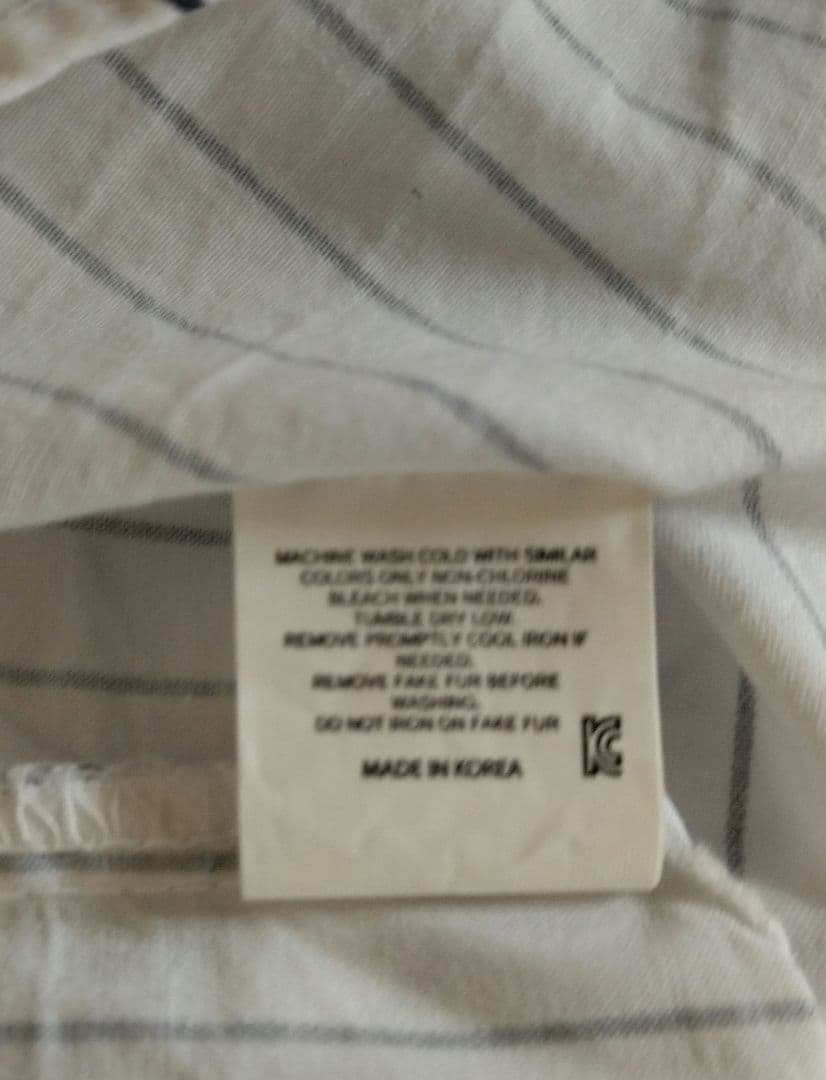 MACHINE WASH COLD WITH SIMILAR
COLORS ONLY NON-CHLORINE
BLEACH WHEN NEEDED.
TUMBLE DRY LOW.
REMOVE PROMPTLY COOL IRON IF
NEEDED.
REMOVE FAKE FUR BEFORE
WASHING.
DO NOT IRON ON FAKE FUR
KC
MADE IN KOREA